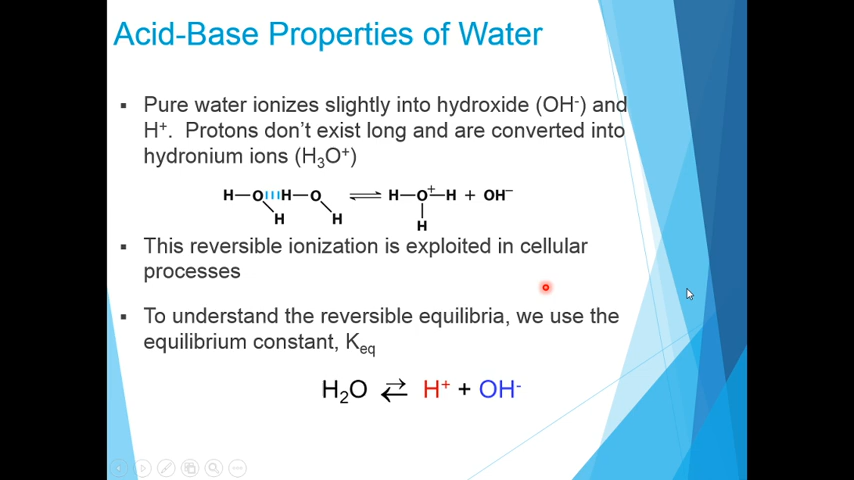 Acid-Base Properties of Water
▪ Pure water ionizes slightly into hydroxide (OH⁻) and
H⁺. Protons don't exist long and are converted into
hydronium ions (H₃O⁺)
H—O|||H—O ⇌ H—O⁺—H + OH⁻
H H H
▪ This reversible ionization is exploited in cellular
processes
▪ To understand the reversible equilibria, we use the
equilibrium constant, Keq
H₂O ⇄ H⁺ + OH⁻